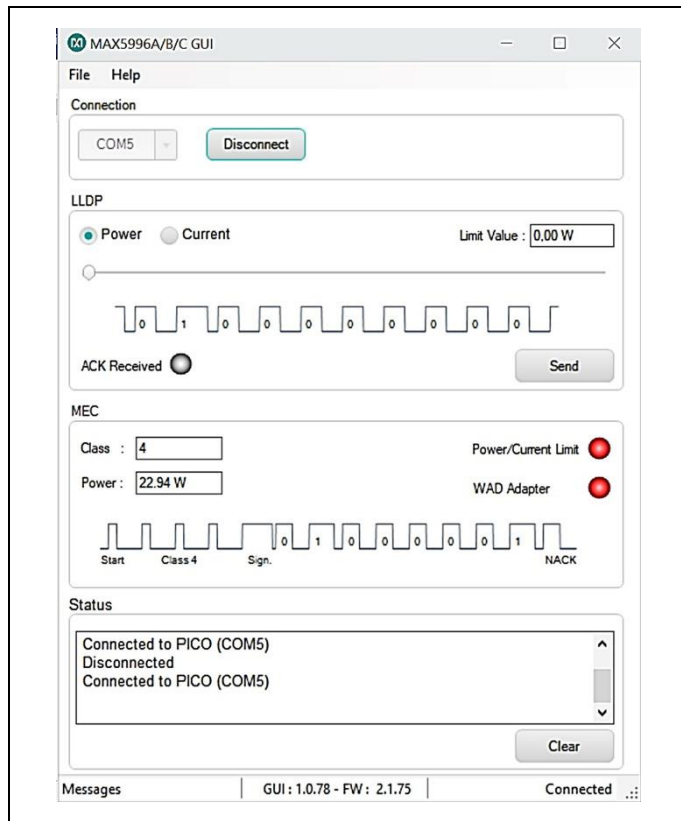 MAX5996A/B/C GUI
File Help
Connection
COM5 Disconnect
LLDP
Power Current Limit Value : 0,00 W
0 1 0 0 0 0 0 0 0 0
ACK Received Send
MEC
Class : 4 Power/Current Limit
Power : 22.94 W WAD Adapter
0 1 0 0 0 0 0 1
Start Class 4 Sign. NACK
Status
Connected to PICO (COM5)
Disconnected
Connected to PICO (COM5)
Clear
Messages GUI : 1.0.78 - FW : 2.1.75 Connected